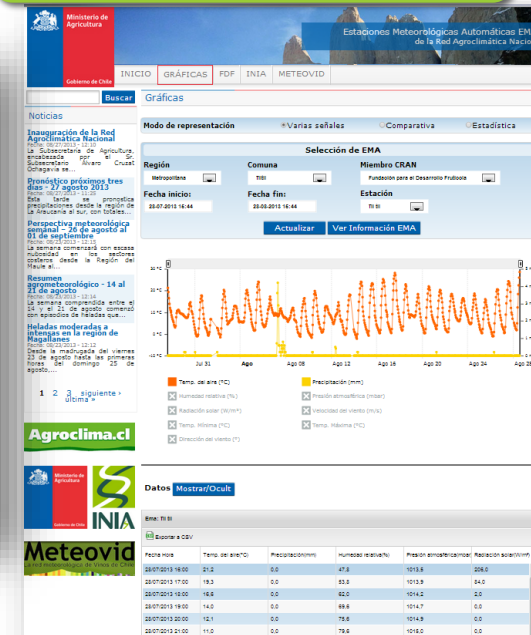 Ministerio de
Agricultura
Gobierno de Chile
Estaciones Meteorológicas Automáticas EM
de la Red Agroclimática Nacio
INICIO
GRÁFICAS
FDF
INIA
METEOVID
Buscar
Gráficas
Noticias
Inauguración de la Red
Agroclimática Nacional
Fecha: 08/27/2013 - 12:10
La Subsecretaría de Agricultura,
encabezada por el Sr.
Subsecretario Álvaro Cruzat
Ochagavía se...
Pronóstico próximos tres
días - 27 agosto 2013
Fecha: 08/27/2013 - 11:25
Esta tarde se pronostica
precipitaciones desde la región de
La Araucanía al sur, con totales...
Perspectiva meteorológica
semanal – 26 de agosto al
01 de septiembre
Fecha: 08/23/2013 - 12:15
La semana comenzará con escasa
nubosidad en los sectores
costeros desde la Región del
Maule al...
Resumen
agrometeorológico - 14 al
21 de agosto
Fecha: 08/23/2013 - 12:14
La semana comprendida entre el
14 y el 21 de agosto comenzó
con episodios de heladas que...
Heladas moderadas a
intensas en la región de
Magallanes
Fecha: 08/23/2013 - 12:12
Desde la madrugada del viernes
23 de agosto hasta las primeras
horas del domingo 25 de
agosto,...
1 2 3 siguiente ›
última »
Modo de representación
Varias señales
Comparativa
Estadística
Selección de EMA
Región
Comuna
Miembro CRAN
Metropolitana
Tiltil
Fundación para el Desarrollo Frutícola
Fecha inicio:
Fecha fin:
Estación
28-07-2013 16:44
28-08-2013 16:44
Til til
Actualizar
Ver Información EMA
30 ºC
20 ºC
10 ºC
0 ºC
-10 ºC
Jul 31
Ago
Ago 08
Ago 12
Ago 16
Ago 20
Ago 24
Ago 28
Temp. del aire (ºC)
Precipitación (mm)
Humedad relativa (%)
Presión atmosférica (mbar)
Radiación solar (W/m²)
Velocidad del viento (m/s)
Temp. Mínima (ºC)
Temp. Máxima (ºC)
Dirección del viento (º)
Agroclima.cl
Ministerio de
Agricultura
Gobierno de Chile
INIA
Meteovid
La red meteorológica de Vinos de Chile
Datos
Mostrar/Ocult
Ema: Til til
Exportar a CSV
Fecha Hora
Temp. del aire(ºC)
Precipitación(mm)
Humedad relativa(%)
Presión atmosférica(mbar)
Radiación solar(W/m²)
28/07/2013 16:00 21,2 0,0 47,8 1013,5 206,0
28/07/2013 17:00 19,3 0,0 53,8 1013,9 84,0
28/07/2013 18:00 16,6 0,0 62,0 1014,2 2,0
28/07/2013 19:00 14,0 0,0 69,6 1014,7 0,0
28/07/2013 20:00 12,1 0,0 75,6 1014,9 0,0
28/07/2013 21:00 11,0 0,0 79,6 1015,0 0,0